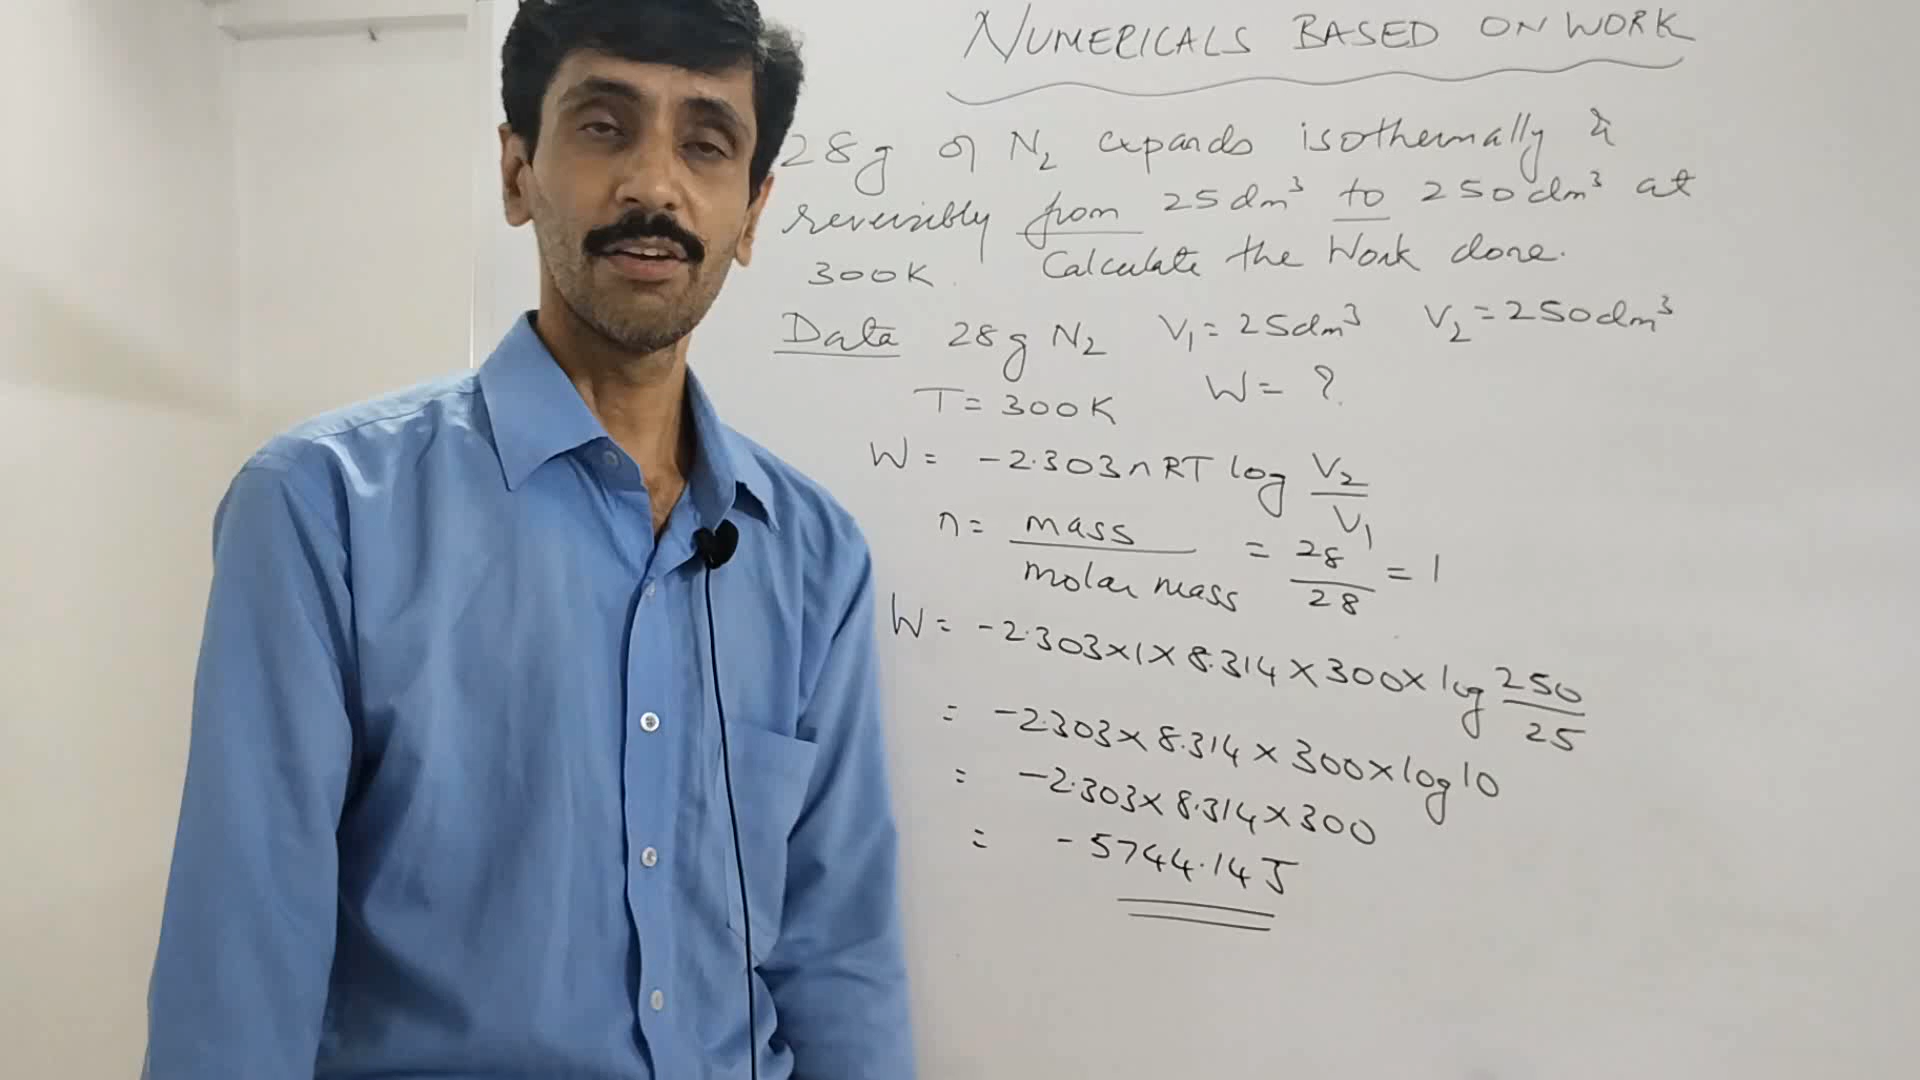 NUMERICALS BASED ON WORK
28g of N₂ expands isothermally &
reversibly from 25dm³ to 250dm³ at
300K. Calculate the Work done.
Data 28g N₂ V₁ = 25dm³ V₂ = 250dm³
T = 300K W = ?
W = -2.303nRT log V₂/V₁
n = mass/molar mass = 28/28 = 1
W = -2.303×1×8.314×300×log 250/25
= -2.303×8.314×300×log10
= -2.303×8.314×300
= -5744.14J